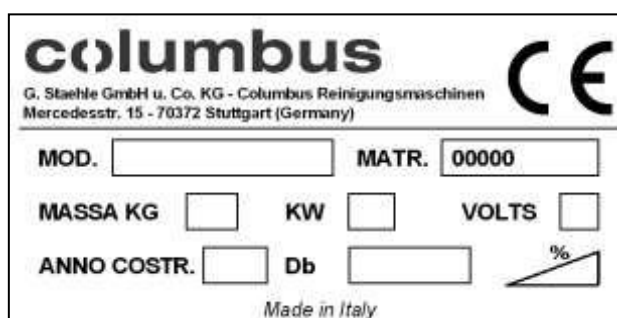 columbus
CE
G. Staehle GmbH u. Co. KG - Columbus Reinigungsmaschinen
Mercedesstr. 15 - 70372 Stuttgart (Germany)
MOD. MATR. 00000
MASSA KG KW VOLTS
ANNO COSTR. Db %
Made in Italy